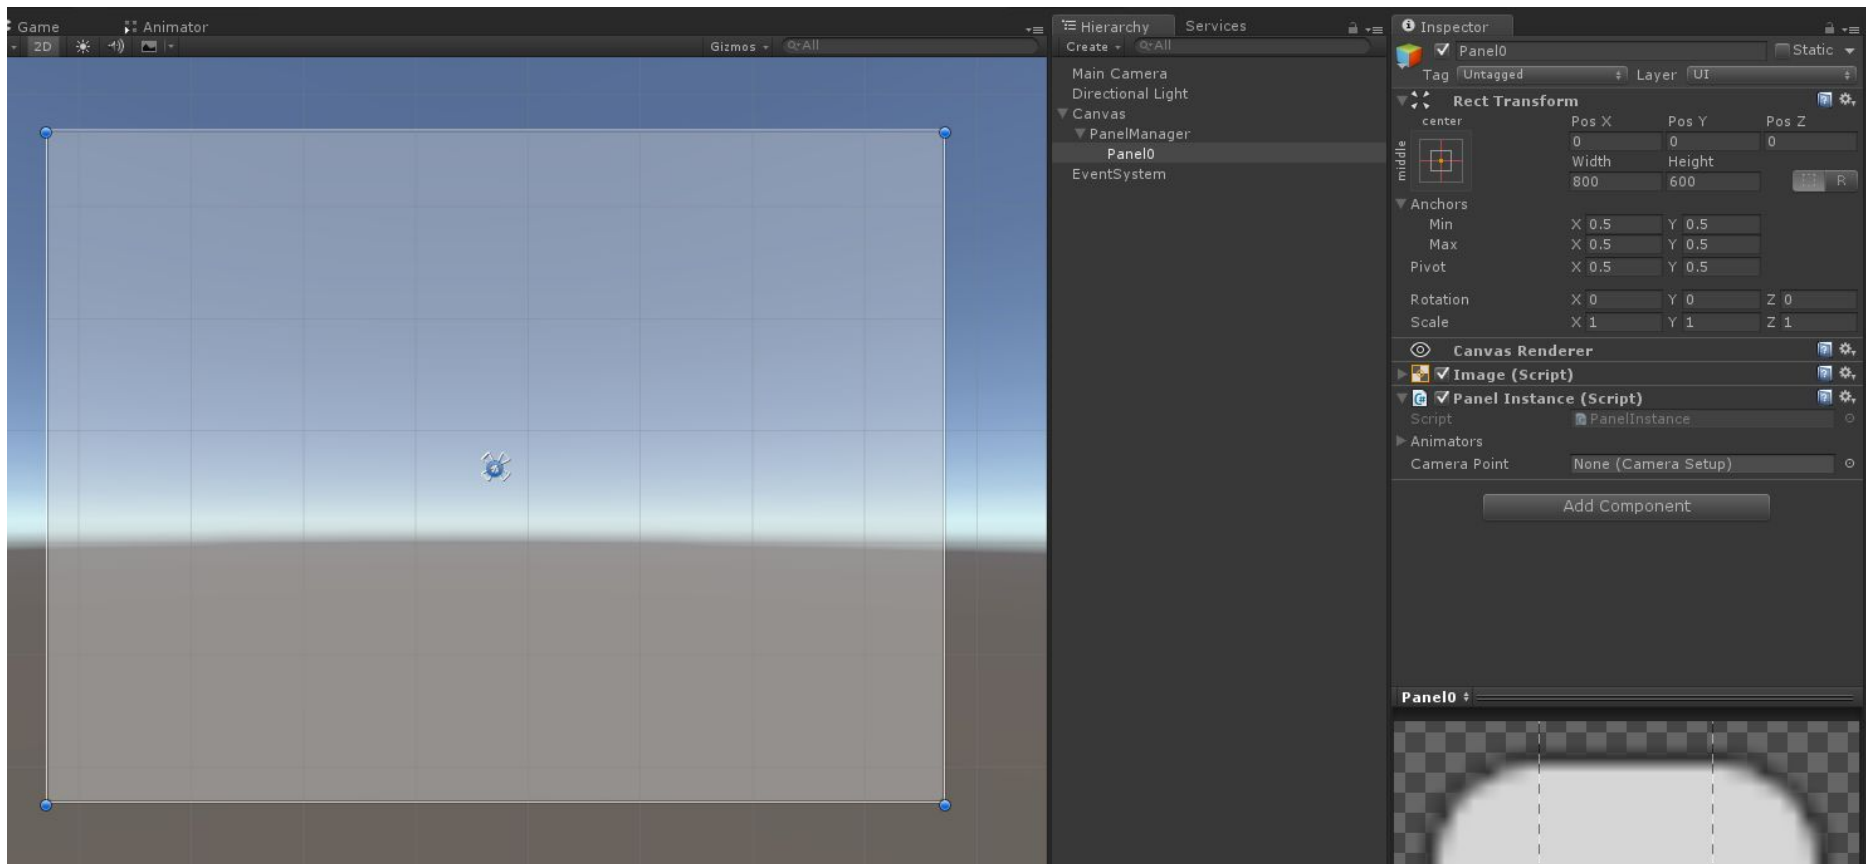 Game Animator
2D Gizmos All
Hierarchy Services
Create All
Main Camera
Directional Light
Canvas
PanelManager
Panel0
EventSystem
Inspector
Panel0 Static
Tag Untagged Layer UI
Rect Transform
center Pos X Pos Y Pos Z
middle
0 0 0
Width Height
800 600 R
Anchors
Min X 0.5 Y 0.5
Max X 0.5 Y 0.5
Pivot X 0.5 Y 0.5
Rotation X 0 Y 0 Z 0
Scale X 1 Y 1 Z 1
Canvas Renderer
Image (Script)
Panel Instance (Script)
Script PanelInstance
Animators
Camera Point None (Camera Setup)
Add Component
Panel0